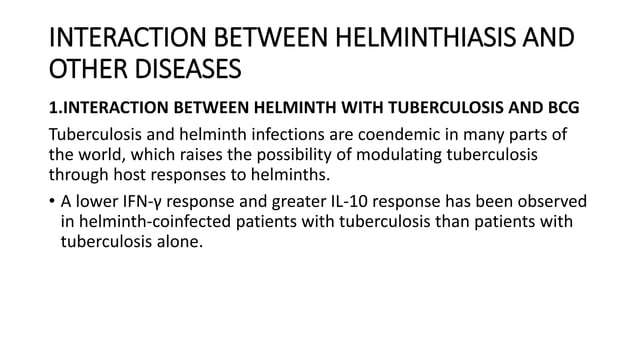 INTERACTION BETWEEN HELMINTHIASIS AND
OTHER DISEASES
1.INTERACTION BETWEEN HELMINTH WITH TUBERCULOSIS AND BCG
Tuberculosis and helminth infections are coendemic in many parts of
the world, which raises the possibility of modulating tuberculosis
through host responses to helminths.
• A lower IFN-γ response and greater IL-10 response has been observed
in helminth-coinfected patients with tuberculosis than patients with
tuberculosis alone.